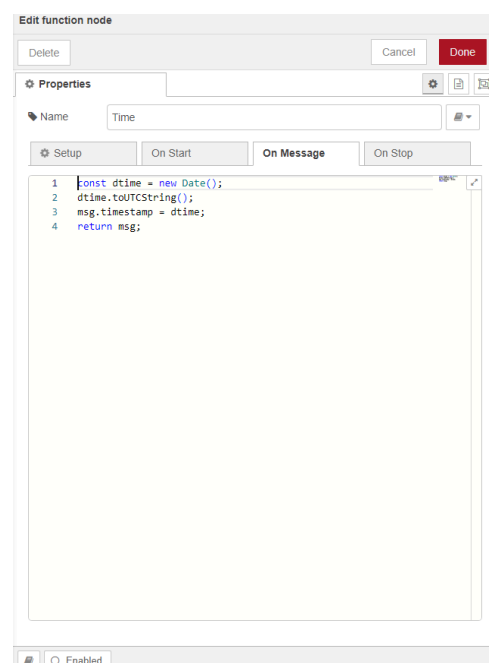 Edit function node
Delete
Cancel
Done
Properties
Name
Time
Setup
On Start
On Message
On Stop
1 const dtime = new Date();
2 dtime.toUTCString();
3 msg.timestamp = dtime;
4 return msg;
Enabled